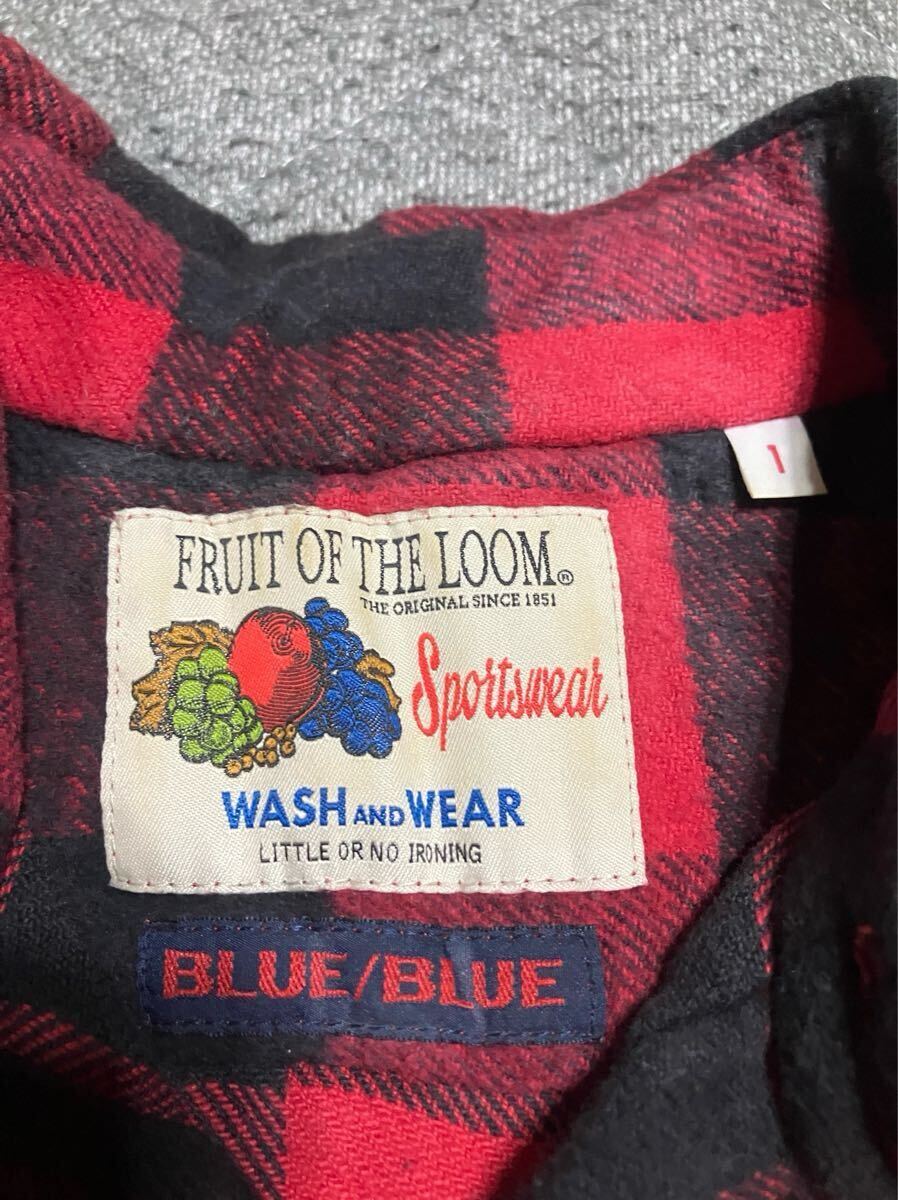 FRUIT OF THE LOOM®
THE ORIGINAL SINCE 1851
Sportswear
WASH AND WEAR
LITTLE OR NO IRONING
BLUE/BLUE
1